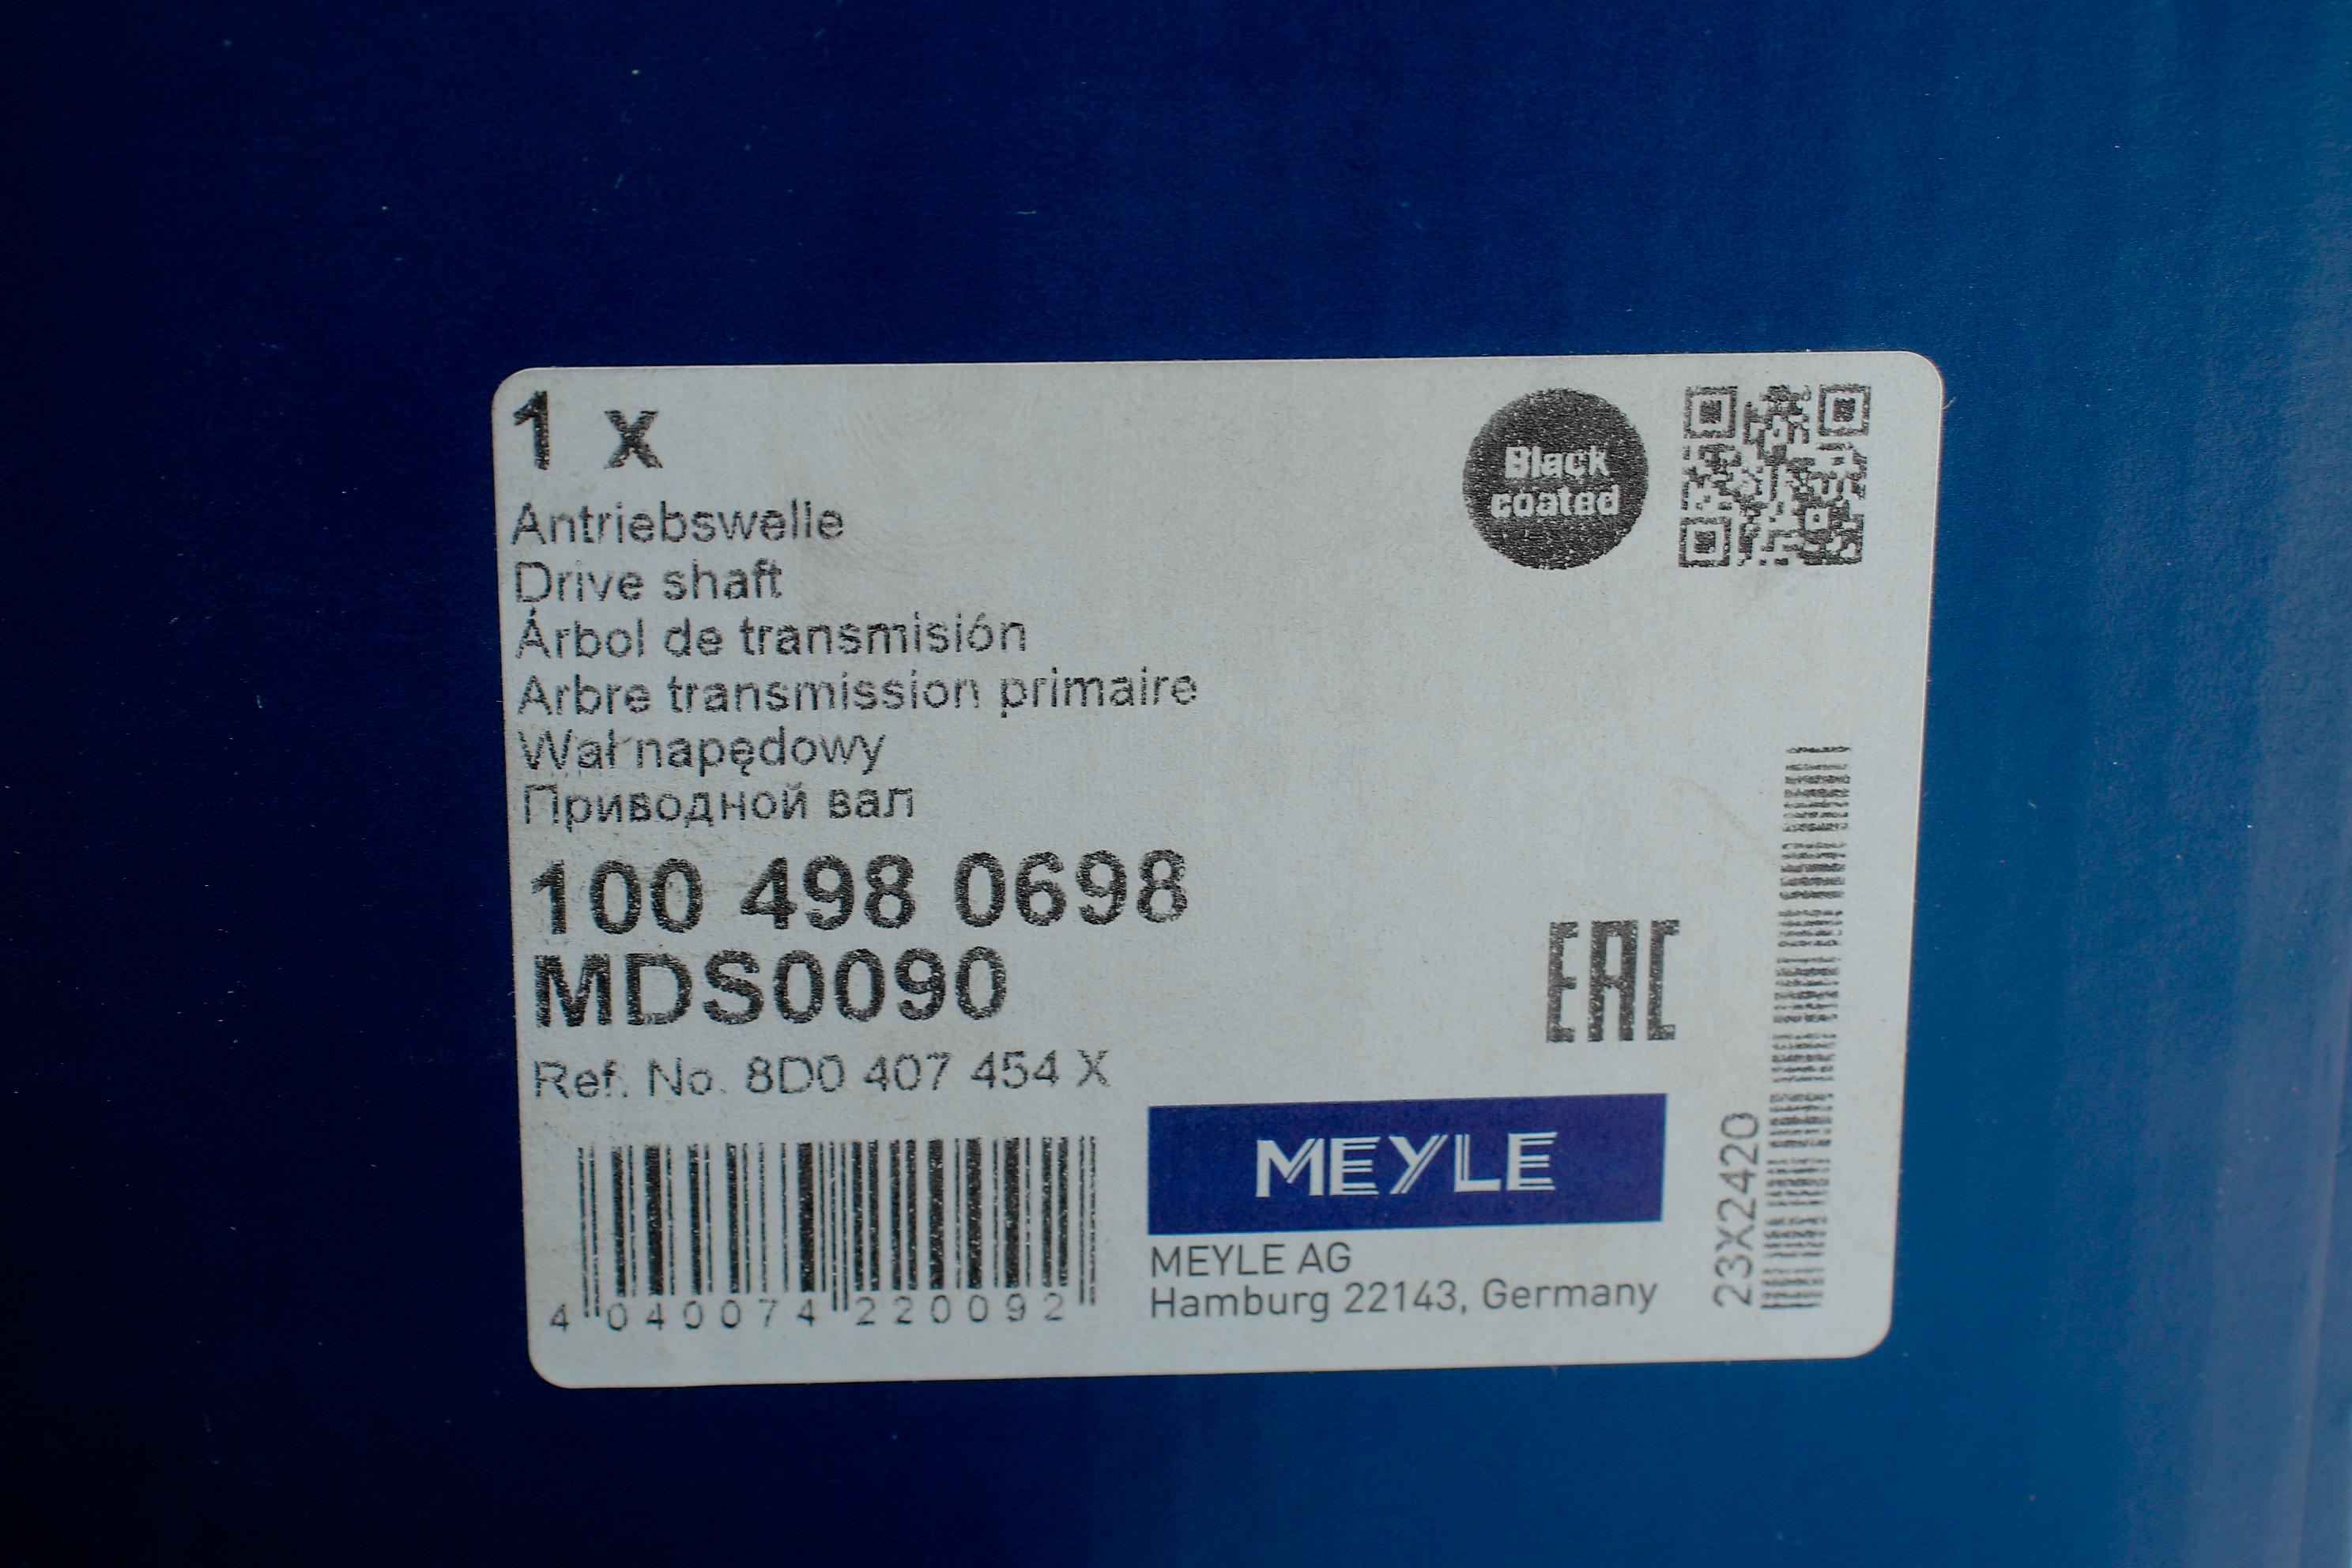 1 x
Black
coated
Antriebswelle
Drive shaft
Árbol de transmisión
Arbre transmission primaire
Wał napędowy
Приводной вал
100 498 0698
MDS0090
Ref. No. 8D0 407 454 X
EAC
MEYLE
MEYLE AG
Hamburg 22143, Germany
4 040074 220092
23X2420